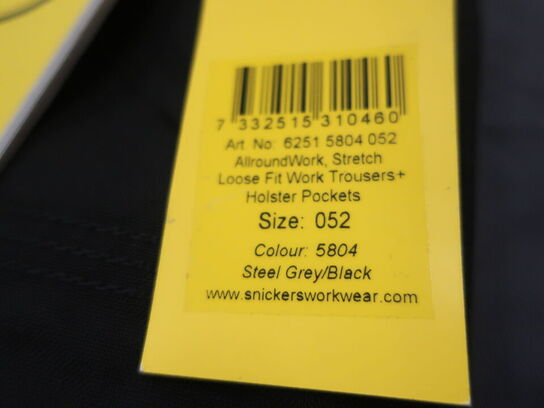 7 332515 310460
Art. No: 6251 5804 052
AllroundWork, Stretch
Loose Fit Work Trousers+
Holster Pockets
Size: 052
Colour: 5804
Steel Grey/Black
www.snickersworkwear.com